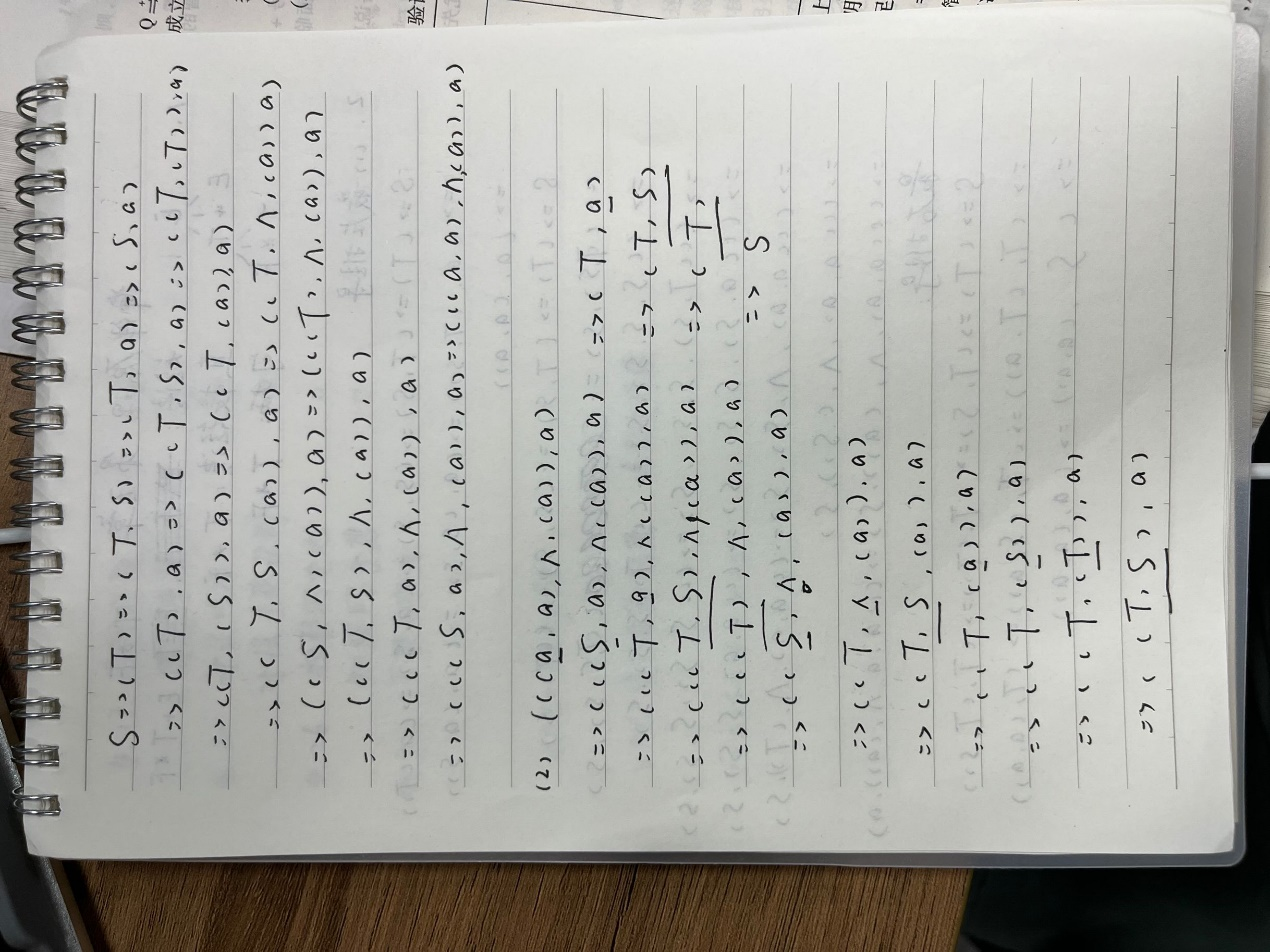 S=>(T)=>(T,S)=>(T,a)=>(S,a)
=>((T),a)=>((T,S),a)=>((T,(T)),a)
=>((T,(S)),a)=>((T,(a)),a)
=>((T,S,(a)),a)=>((T,Λ,(a)),a)
=>((S,Λ,(a)),a)=>(((T),Λ,(a)),a)
=>(((T,S),Λ,(a)),a)
=>(((T,a),Λ,(a)),a)
=>(((S,a),Λ,(a)),a)=>(((a,a),Λ,(a)),a)
(2) (((a,a),Λ,(a)),a)
=>(((S,a),Λ,(a)),a) =>(T,a)
=>(((T,a),Λ,(a)),a) =>(T,S)
=>(((T,S),Λ,(a)),a) =>(T)
=>(((T),Λ,(a)),a) =>S
=>((S,Λ,(a)),a)
=>((T,Λ,(a)),a)
=>((T,S,(a)),a)
=>((T,(a)),a)
=>((T,(S)),a)
=>((T,(T)),a)
=>((T,S),a)